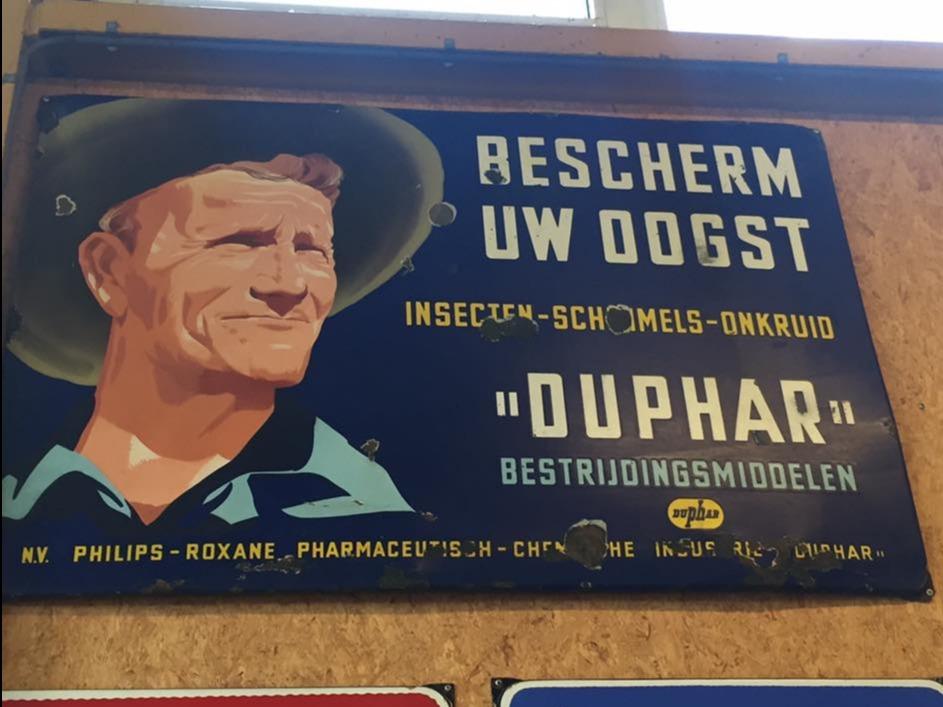 BESCHERM
UW OOGST
INSECTEN-SCHIMMELS-ONKRUID
"DUPHAR"
BESTRIJDINGSMIDDELEN
DUPHAR
N.V. PHILIPS-ROXANE PHARMACEUTISCH-CHEMISCHE INDUSTRIE "DUPHAR"